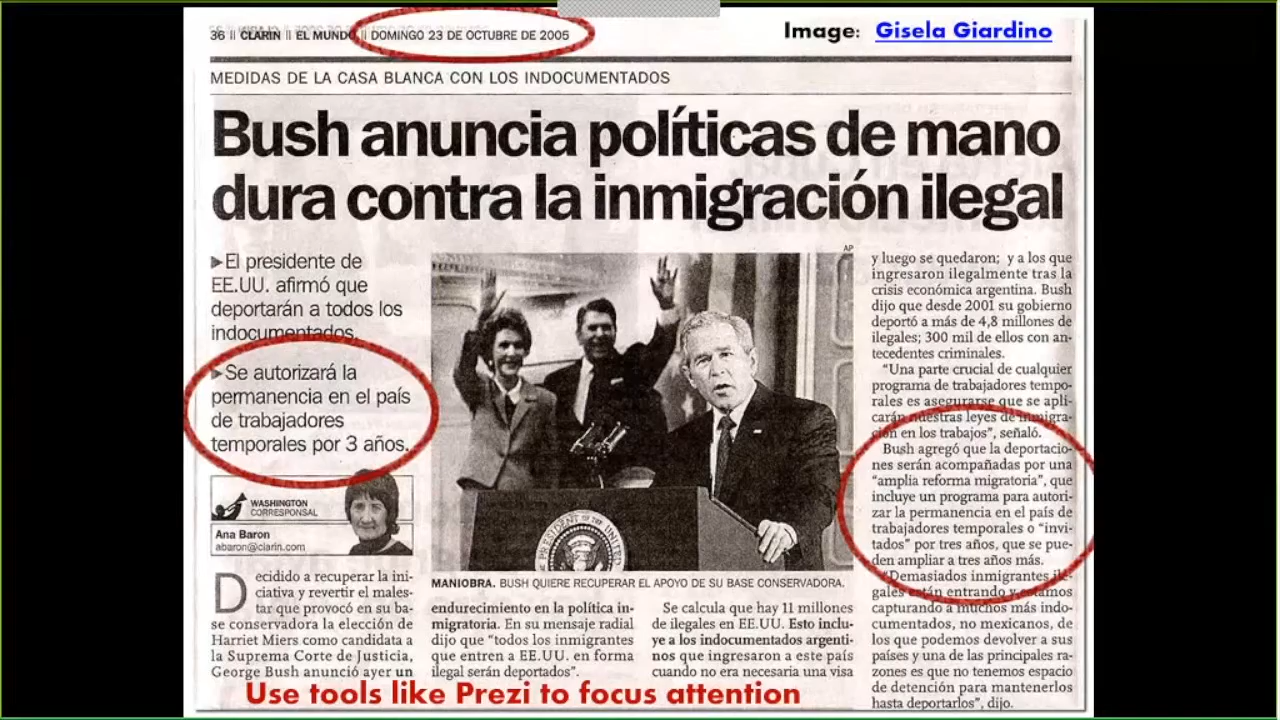 36 || CLARIN || EL MUNDO || DOMINGO 23 DE OCTUBRE DE 2005
Image: Gisela Giardino
MEDIDAS DE LA CASA BLANCA CON LOS INDOCUMENTADOS
Bush anuncia políticas de mano
dura contra la inmigración ilegal
▸El presidente de
EE.UU. afirmó que
deportarán a todos los
indocumentados.
▸Se autorizará la
permanencia en el país
de trabajadores
temporales por 3 años.
WASHINGTON
CORRESPONSAL
Ana Baron
abaron@clarin.com
Decidido a recuperar la ini-
ciativa y revertir el males-
tar que provocó en su ba-
se conservadora la elección de
Harriet Miers como candidata a
la Suprema Corte de Justicia,
George Bush anunció ayer un
AP
PRESIDENT OF THE
MANIOBRA. BUSH QUIERE RECUPERAR EL APOYO DE SU BASE CONSERVADORA.
endurecimiento en la política in-
migratoria. En su mensaje radial
dijo que “todos los inmigrantes
que entren a EE.UU. en forma
ilegal serán deportados”.
Se calcula que hay 11 millones
de ilegales en EE.UU. Esto inclu-
ye a los indocumentados argenti-
nos que ingresaron a este país
cuando no era necesaria una visa
y luego se quedaron; y a los que
ingresaron ilegalmente tras la
crisis económica argentina. Bush
dijo que desde 2001 su gobierno
deportó a más de 4,8 millones de
ilegales; 300 mil de ellos con an-
tecedentes criminales.
“Una parte crucial de cualquier
programa de trabajadores tempo-
rales es asegurarse que se apli-
carán nuestras leyes de inmigra-
ción en los trabajos”, señaló.
Bush agregó que la deportacio-
nes serán acompañadas por una
“amplia reforma migratoria”, que
incluye un programa para autori-
zar la permanencia en el país de
trabajadores temporales o “invi-
tados” por tres años, que se pue-
den ampliar a tres años más.
“Demasiados inmigrantes ile-
gales están entrando y estamos
capturando a muchos más indo-
cumentados, no mexicanos, de
los que podemos devolver a sus
países y una de las principales ra-
zones es que no tenemos espacio
de detención para mantenerlos
hasta deportarlos”, dijo.
Use tools like Prezi to focus attention